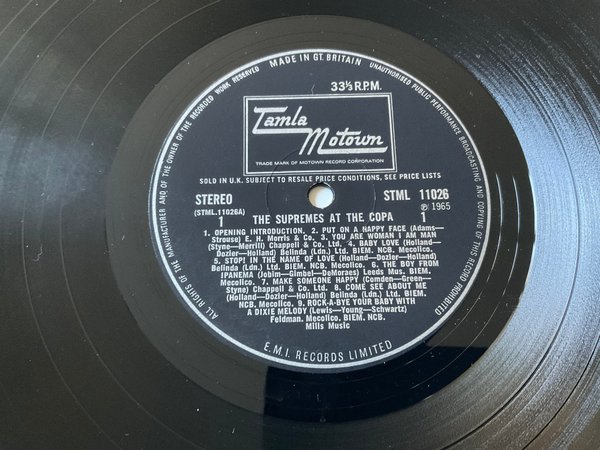 MADE IN GT. BRITAIN
UNAUTHORISED PUBLIC PERFORMANCE BROADCASTING AND COPYING OF THIS RECORD PROHIBITED
ALL RIGHTS OF THE MANUFACTURER AND OF THE OWNER OF THE RECORDED WORK RESERVED
33⅓ R.P.M.
Tamla
Motown
TRADE MARK OF MOTOWN RECORD CORPORATION
SOLD IN U.K. SUBJECT TO RESALE PRICE CONDITIONS, SEE PRICE LISTS
STEREO STML 11026
(STML.11026A) ℗ 1965
1 THE SUPREMES AT THE COPA 1
1. OPENING INTRODUCTION. 2. PUT ON A HAPPY FACE (Adams—
Strouse) E. H. Morris & Co. 3. YOU ARE WOMAN I AM MAN
(Styne—Merrill) Chappell & Co. Ltd. 4. BABY LOVE (Holland—
Dozier—Holland) Belinda (Ldn.) Ltd. BIEM. NCB. Mecolico.
5. STOP! IN THE NAME OF LOVE (Holland—Dozier—Holland)
Belinda (Ldn.) Ltd. BIEM. NCB. Mecolico. 6. THE BOY FROM
IPANEMA (Jobim—Gimbel—DeMoraes) Leeds Mus. BIEM.
NCB. Mecolico. 7. MAKE SOMEONE HAPPY (Comden—Green—
Styne) Chappell & Co. Ltd. 8. COME SEE ABOUT ME
(Holland—Dozier—Holland) Belinda (Ldn.) Ltd. BIEM.
NCB. Mecolico. 9. ROCK-A-BYE YOUR BABY WITH
A DIXIE MELODY (Lewis—Young—Schwartz)
Feldman. Mecolico. BIEM. NCB.
Mills Music
E.M.I. RECORDS LIMITED